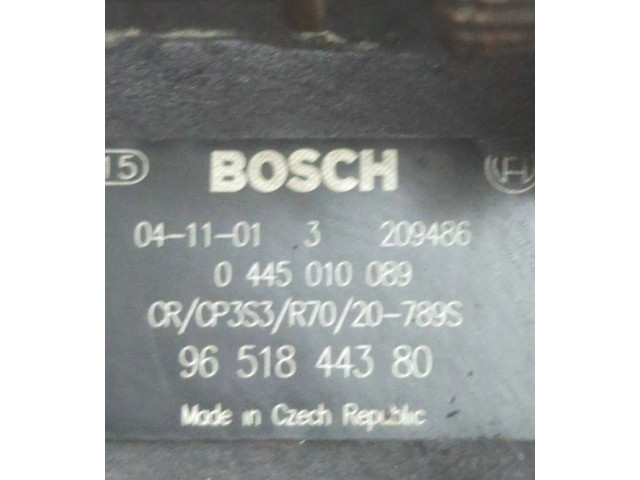 15 BOSCH H
04-11-01 3 209486
0 445 010 089
CR/CP3S3/R70/20-789S
96 518 443 80
Made in Czech Republic